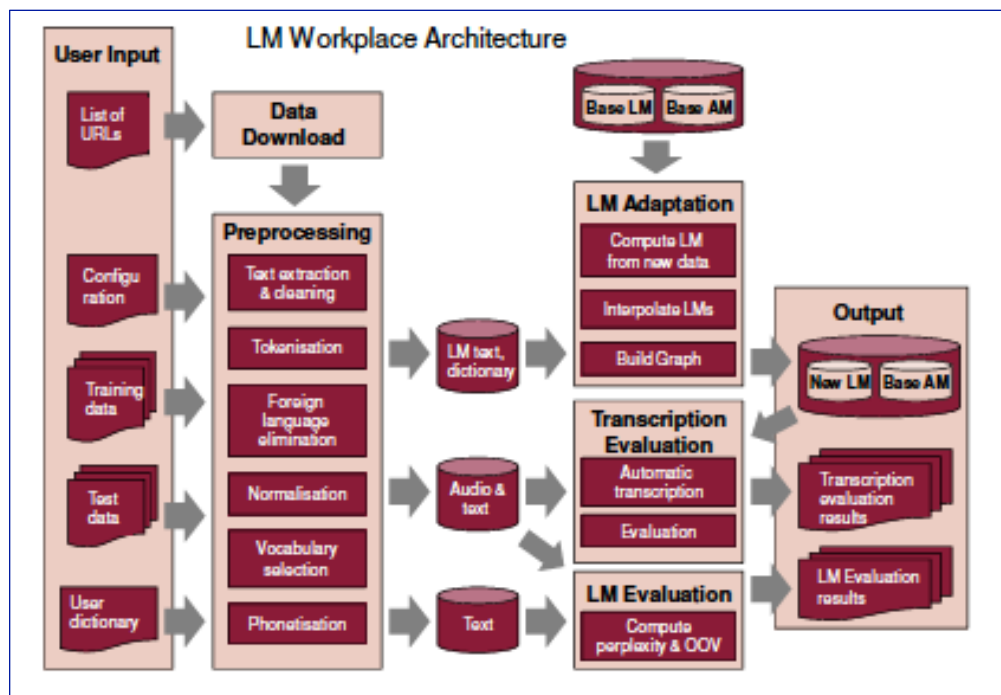 LM Workplace Architecture
User Input
List of
URLs
Configu
ration
Training
data
Test
data
User
dictionary
Data
Download
Preprocessing
Text extraction
& cleaning
Tokenisation
Foreign
language
elimination
Normalisation
Vocabulary
selection
Phonetisation
LM text,
dictionary
Audio &
text
Text
Base LM
Base AM
LM Adaptation
Compute LM
from new data
Interpolate LMs
Build Graph
Transcription
Evaluation
Automatic
transcription
Evaluation
LM Evaluation
Compute
perplexity & OOV
Output
New LM
Base AM
Transcription
evaluation
results
LM Evaluation
results